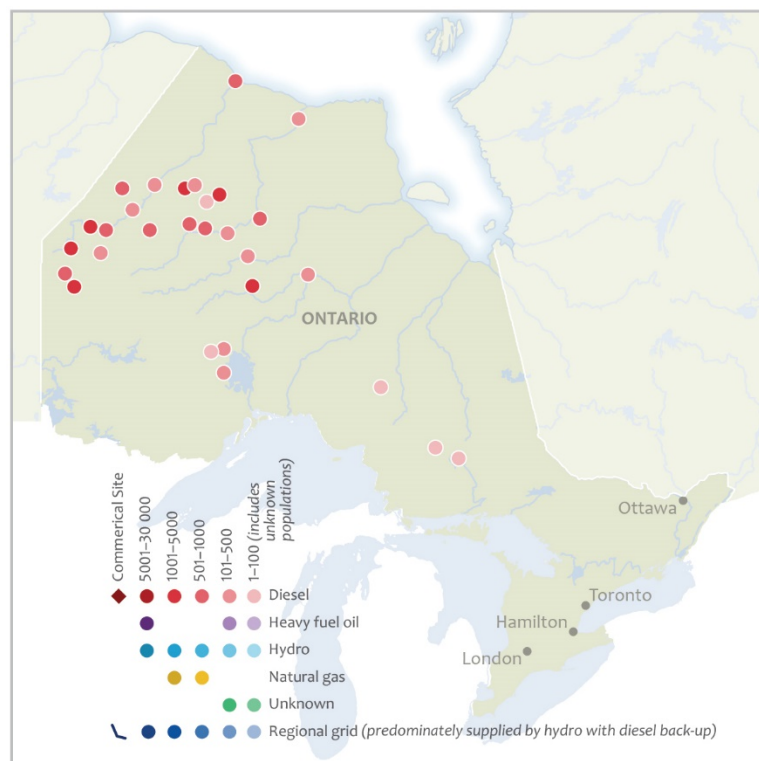 ONTARIO
Ottawa
Toronto
Hamilton
London
Commerical Site
5001–30 000
1001–5000
501–1000
101–500
1–100 (includes
unknown
populations)
Diesel
Heavy fuel oil
Hydro
Natural gas
Unknown
Regional grid (predominately supplied by hydro with diesel back-up)